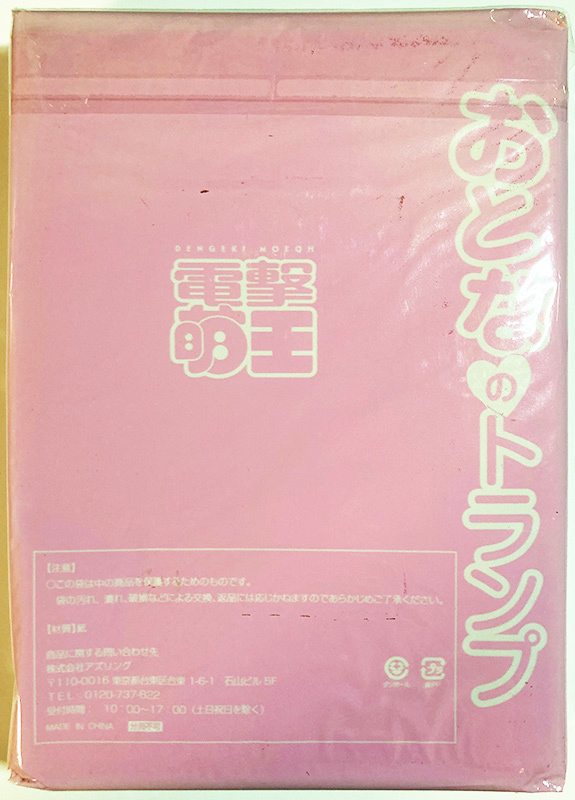 おとなのトランプ
DENGEKI MOEOH
電撃
萌王
【注意】
○この袋は中の商品を保護するためのものです。
袋の汚れ、潰れ、破損などによる交換、返品には応じかねますのであらかじめご了承ください。
【材質】紙
商品に関する問い合わせ先
株式会社アズリング
〒110-0016 東京都台東区台東 1-6-1 石山ビル 5F
TEL:0120-737-822
受付時間: 10:00~17:00(土日祝日を除く)
MADE IN CHINA